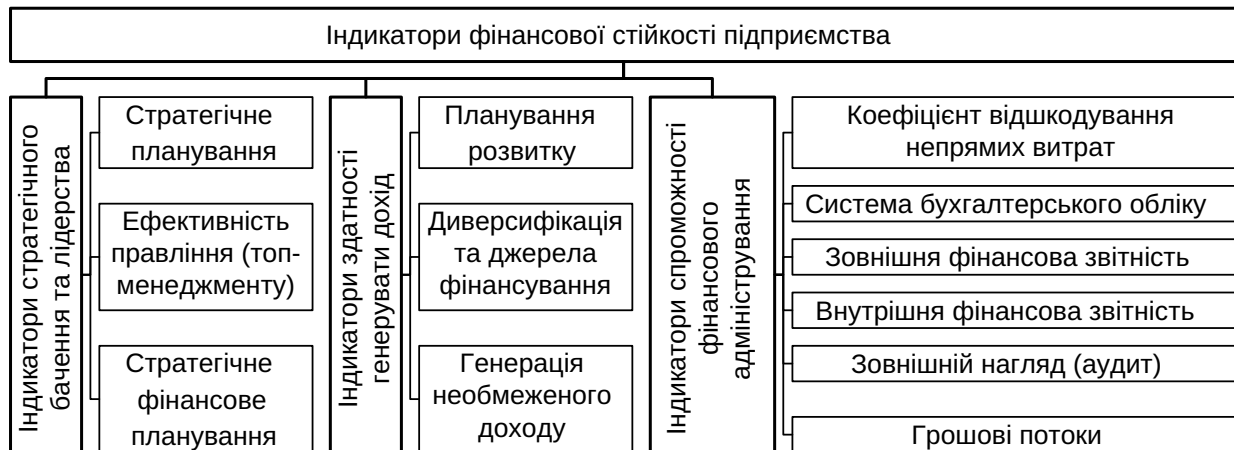 Індикатори фінансової стійкості підприємства
Індикатори стратегічного
бачення та лідерства
Стратегічне
планування
Ефективність
правління (топ-
менеджменту)
Стратегічне
фінансове
планування
Індикатори здатності
генерувати дохід
Планування
розвитку
Диверсифікація
та джерела
фінансування
Генерація
необмеженого
доходу
Індикатори спроможності
фінансового
адміністрування
Коефіцієнт відшкодування
непрямих витрат
Система бухгалтерського обліку
Зовнішня фінансова звітність
Внутрішня фінансова звітність
Зовнішній нагляд (аудит)
Грошові потоки